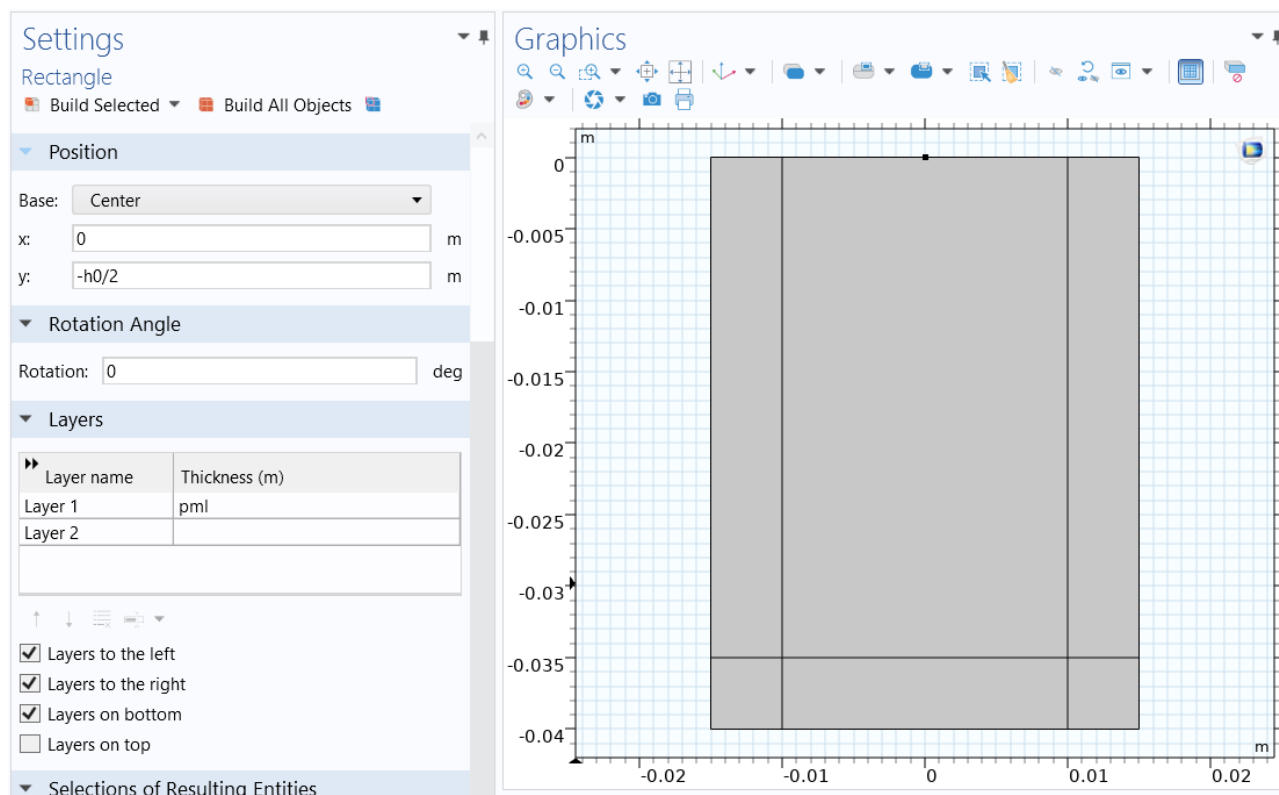 Settings
Rectangle
Build Selected
Build All Objects
Position
Base: Center
x: 0 m
y: -h0/2 m
Rotation Angle
Rotation: 0 deg
Layers
Layer name Thickness (m)
Layer 1 pml
Layer 2
Layers to the left
Layers to the right
Layers on bottom
Layers on top
Selections of Resulting Entities
Graphics
m
0
-0.005
-0.01
-0.015
-0.02
-0.025
-0.03
-0.035
-0.04
m
-0.02 -0.01 0 0.01 0.02